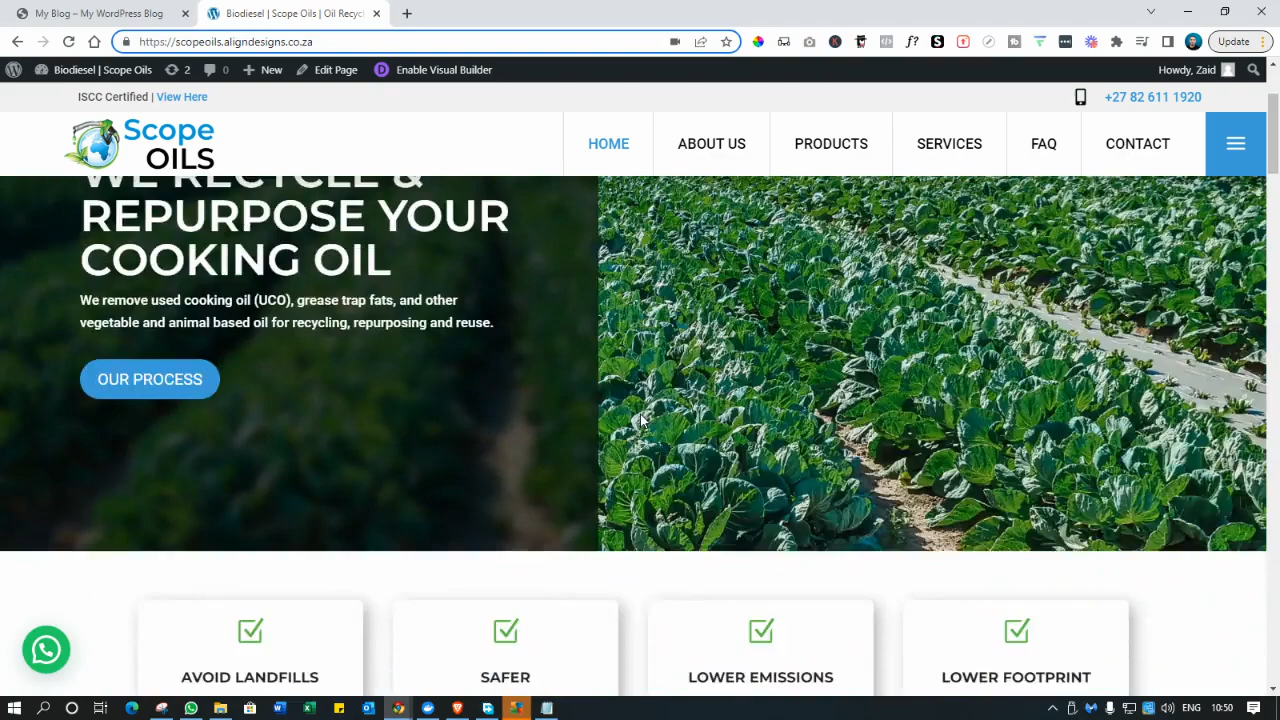 My Blog – My WordPress Blog
Biodiesel | Scope Oils | Oil Recyc
https://scopeoils.aligndesigns.co.za
Update
Biodiesel | Scope Oils
2
0
New
Edit Page
Enable Visual Builder
Howdy, Zaid
ISCC Certified | View Here
+27 82 611 1920
Scope
OILS
HOME
ABOUT US
PRODUCTS
SERVICES
FAQ
CONTACT
WE RECYCLE &
REPURPOSE YOUR
COOKING OIL
We remove used cooking oil (UCO), grease trap fats, and other
vegetable and animal based oil for recycling, repurposing and reuse.
OUR PROCESS
AVOID LANDFILLS
SAFER
LOWER EMISSIONS
LOWER FOOTPRINT
ENG
10:50